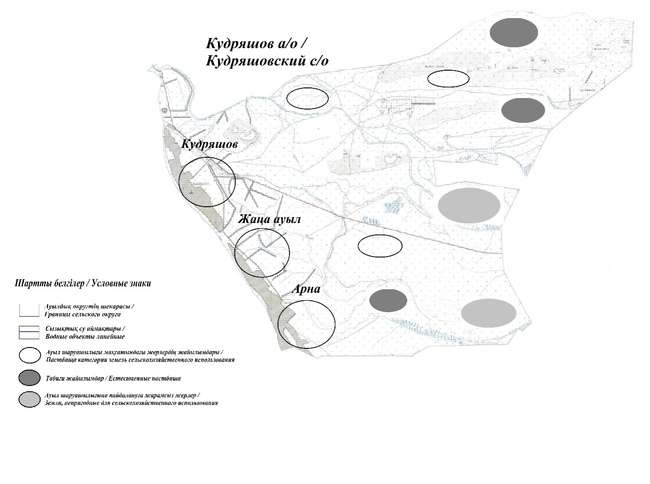 Кудряшов а/о /
Кудряшовский с/о
Кудряшов
Жаңа ауыл
Арна
Шартты белгілер / Условные знаки
Ауылдық округтің шекарасы /
Границы сельского округа
Сызықтық су аймақтары /
Водные объекты линейные
Ауыл шаруашылығы мақсатындағы жерлердің жайылымдары /
Пастбища категории земель сельскохозяйственного использования
Табиғи жайылымдар / Естественные пастбища
Ауыл шаруашылығына пайдалануға жарамсыз жерлер /
Земли, непригодные для сельскохозяйственного использования